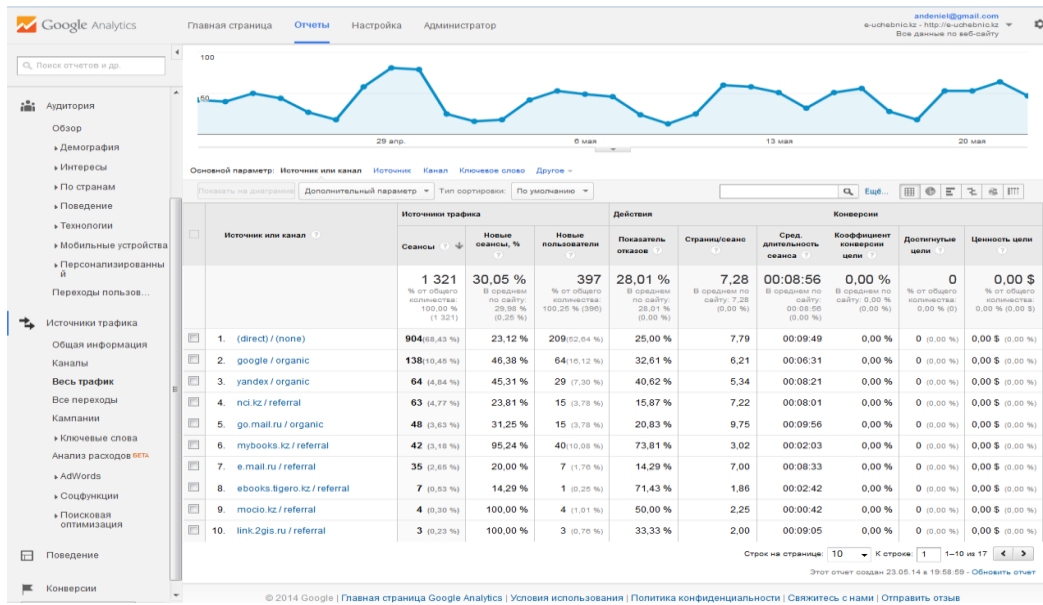 Google Analytics
Главная страница Отчеты Настройка Администратор
andeniel@gmail.com
e-uchebnic.kz - http://e-uchebnic.kz
Все данные по веб-сайту
Поиск отчетов и др.
Аудитория
Обзор
Демография
Интересы
По странам
Поведение
Технологии
Мобильные устройства
Персонализированны
й
Переходы пользов...
Источники трафика
Общая информация
Каналы
Весь трафик
Все переходы
Кампании
Ключевые слова
Анализ расходов БЕТА
AdWords
Соцфункции
Поисковая
оптимизация
Поведение
Конверсии
100
50
29 апр. 6 мая 13 мая 20 мая
Основной параметр: Источник или канал Источник Канал Ключевое слово Другое
Показать на диаграмме Дополнительный параметр Тип сортировки: По умолчанию Ещё...
Источник или канал ?
Источники трафика Действия Конверсии
Сеансы ? Новые сеансы, % ? Новые пользователи ? Показатель отказов ? Страниц/сеанс ? Сред. длительность сеанса ? Коэффициент конверсии цели ? Достигнутые цели ? Ценность цели ?
1 321 30,05 % 397 28,01 % 7,28 00:08:56 0,00 % 0 0,00 $
% от общего количества: 100,00 % (1 321) В среднем по сайту: 29,98 % (0,25 %) % от общего количества: 100,25 % (396) В среднем по сайту: 28,01 % (0,00 %) В среднем по сайту: 7,28 (0,00 %) В среднем по сайту: 00:08:56 (0,00 %) В среднем по сайту: 0,00 % (0,00 %) % от общего количества: 0,00 % (0) % от общего количества: 0,00 % (0,00 $)
1. (direct) / (none) 904(68,43 %) 23,12 % 209(52,64 %) 25,00 % 7,79 00:09:49 0,00 % 0 (0,00 %) 0,00 $ (0,00 %)
2. google / organic 138(10,45 %) 46,38 % 64(16,12 %) 32,61 % 6,21 00:06:31 0,00 % 0 (0,00 %) 0,00 $ (0,00 %)
3. yandex / organic 64 (4,84 %) 45,31 % 29 (7,30 %) 40,62 % 5,34 00:08:21 0,00 % 0 (0,00 %) 0,00 $ (0,00 %)
4. nci.kz / referral 63 (4,77 %) 23,81 % 15 (3,78 %) 15,87 % 7,22 00:08:01 0,00 % 0 (0,00 %) 0,00 $ (0,00 %)
5. go.mail.ru / organic 48 (3,63 %) 31,25 % 15 (3,78 %) 20,83 % 9,75 00:09:56 0,00 % 0 (0,00 %) 0,00 $ (0,00 %)
6. mybooks.kz / referral 42 (3,18 %) 95,24 % 40(10,08 %) 73,81 % 3,02 00:02:03 0,00 % 0 (0,00 %) 0,00 $ (0,00 %)
7. e.mail.ru / referral 35 (2,65 %) 20,00 % 7 (1,76 %) 14,29 % 7,00 00:08:33 0,00 % 0 (0,00 %) 0,00 $ (0,00 %)
8. ebooks.tigero.kz / referral 7 (0,53 %) 14,29 % 1 (0,25 %) 71,43 % 1,86 00:02:42 0,00 % 0 (0,00 %) 0,00 $ (0,00 %)
9. mocio.kz / referral 4 (0,30 %) 100,00 % 4 (1,01 %) 50,00 % 2,25 00:00:42 0,00 % 0 (0,00 %) 0,00 $ (0,00 %)
10. link.2gis.ru / referral 3 (0,23 %) 100,00 % 3 (0,76 %) 33,33 % 2,00 00:09:05 0,00 % 0 (0,00 %) 0,00 $ (0,00 %)
Строк на странице: 10 К строке: 1 1–10 из 17
Этот отчет создан 23.05.14 в 19:58:59 - Обновить отчет
© 2014 Google | Главная страница Google Analytics | Условия использования | Политика конфиденциальности | Свяжитесь с нами | Отправить отзыв